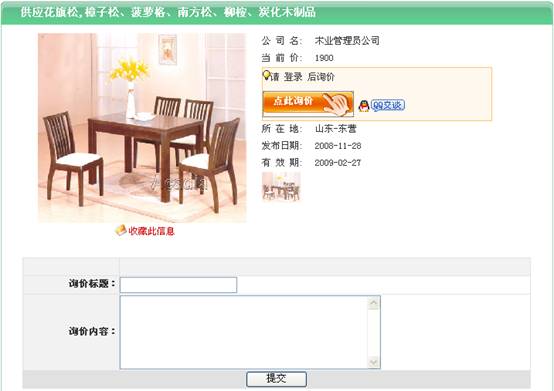 供应花旗松,樟子松、菠萝格、南方松、柳桉、炭化木制品
公 司 名: 木业管理员公司
当 前 价: 1900
请 登录 后询价
点此询价 QQ交谈
所 在 地: 山东-东营
发布日期: 2008-11-28
有 效 期: 2009-02-27
收藏此信息
询价标题:
询价内容:
提交